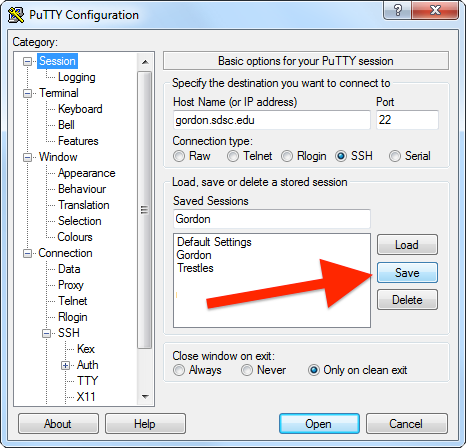 PuTTY Configuration
Category:
Session
Logging
Terminal
Keyboard
Bell
Features
Window
Appearance
Behaviour
Translation
Selection
Colours
Connection
Data
Proxy
Telnet
Rlogin
SSH
Kex
Auth
TTY
X11
Basic options for your PuTTY session
Specify the destination you want to connect to
Host Name (or IP address) Port
gordon.sdsc.edu 22
Connection type:
Raw Telnet Rlogin SSH Serial
Load, save or delete a stored session
Saved Sessions
Gordon
Default Settings
Gordon
Trestles
Load
Save
Delete
Close window on exit:
Always Never Only on clean exit
About Help Open Cancel